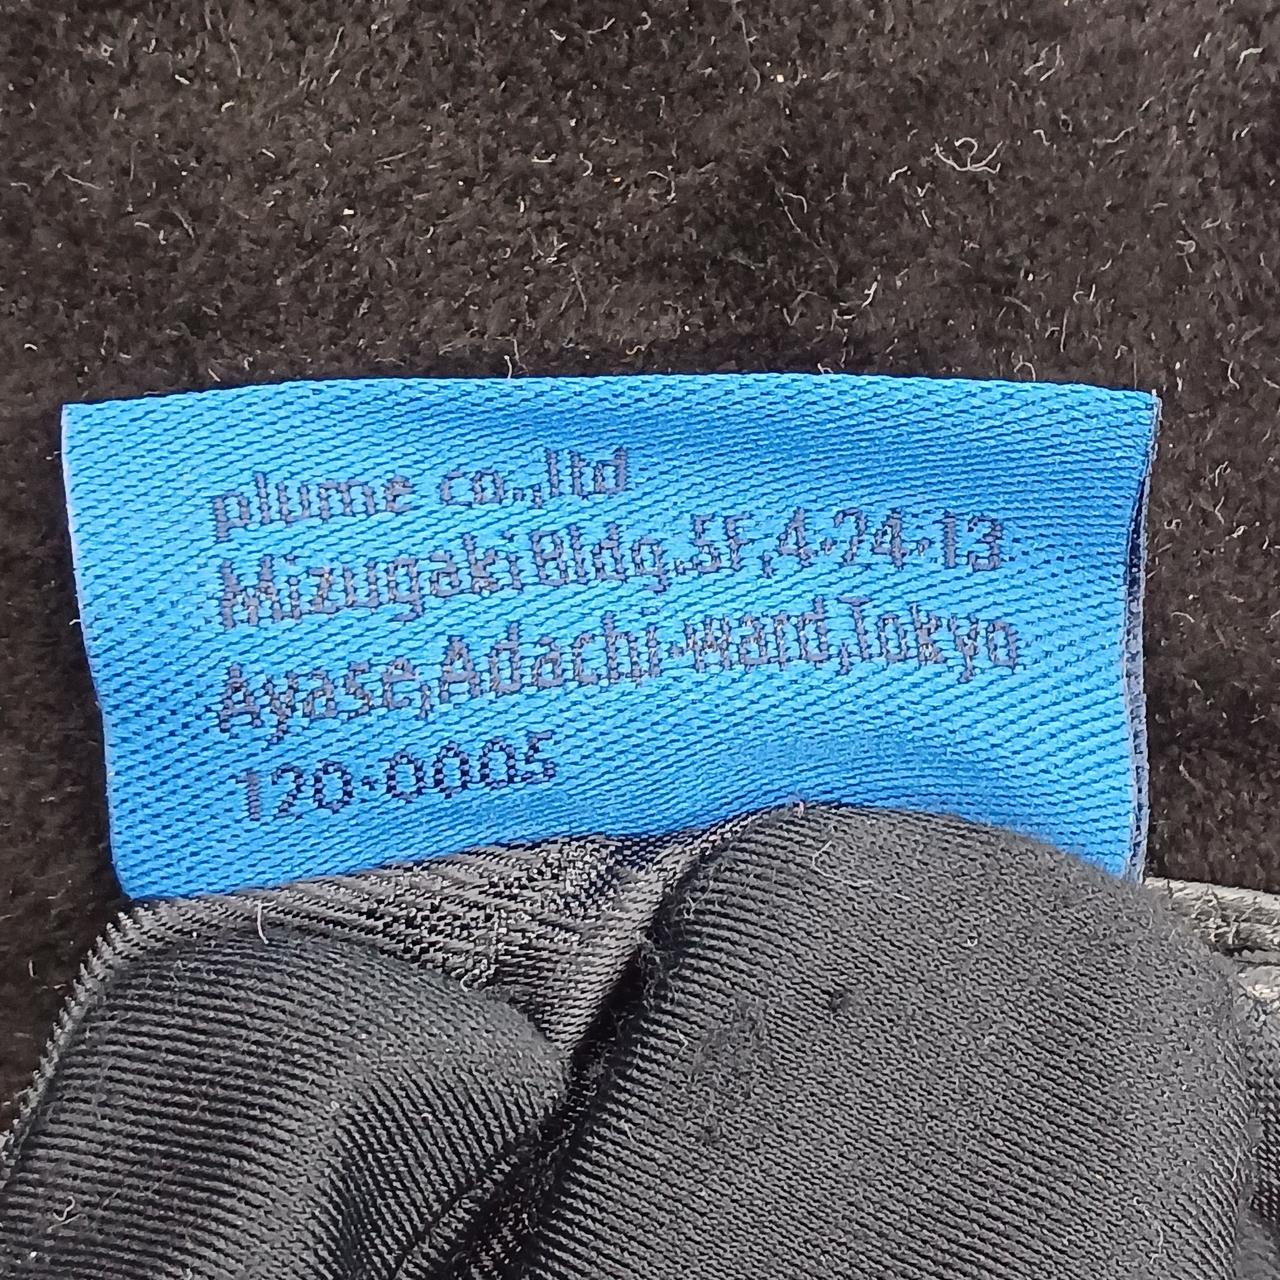 plume co.,ltd
Mizugaki Bldg.5F,4-24-13
Ayase,Adachi-ward,Tokyo
120-0005